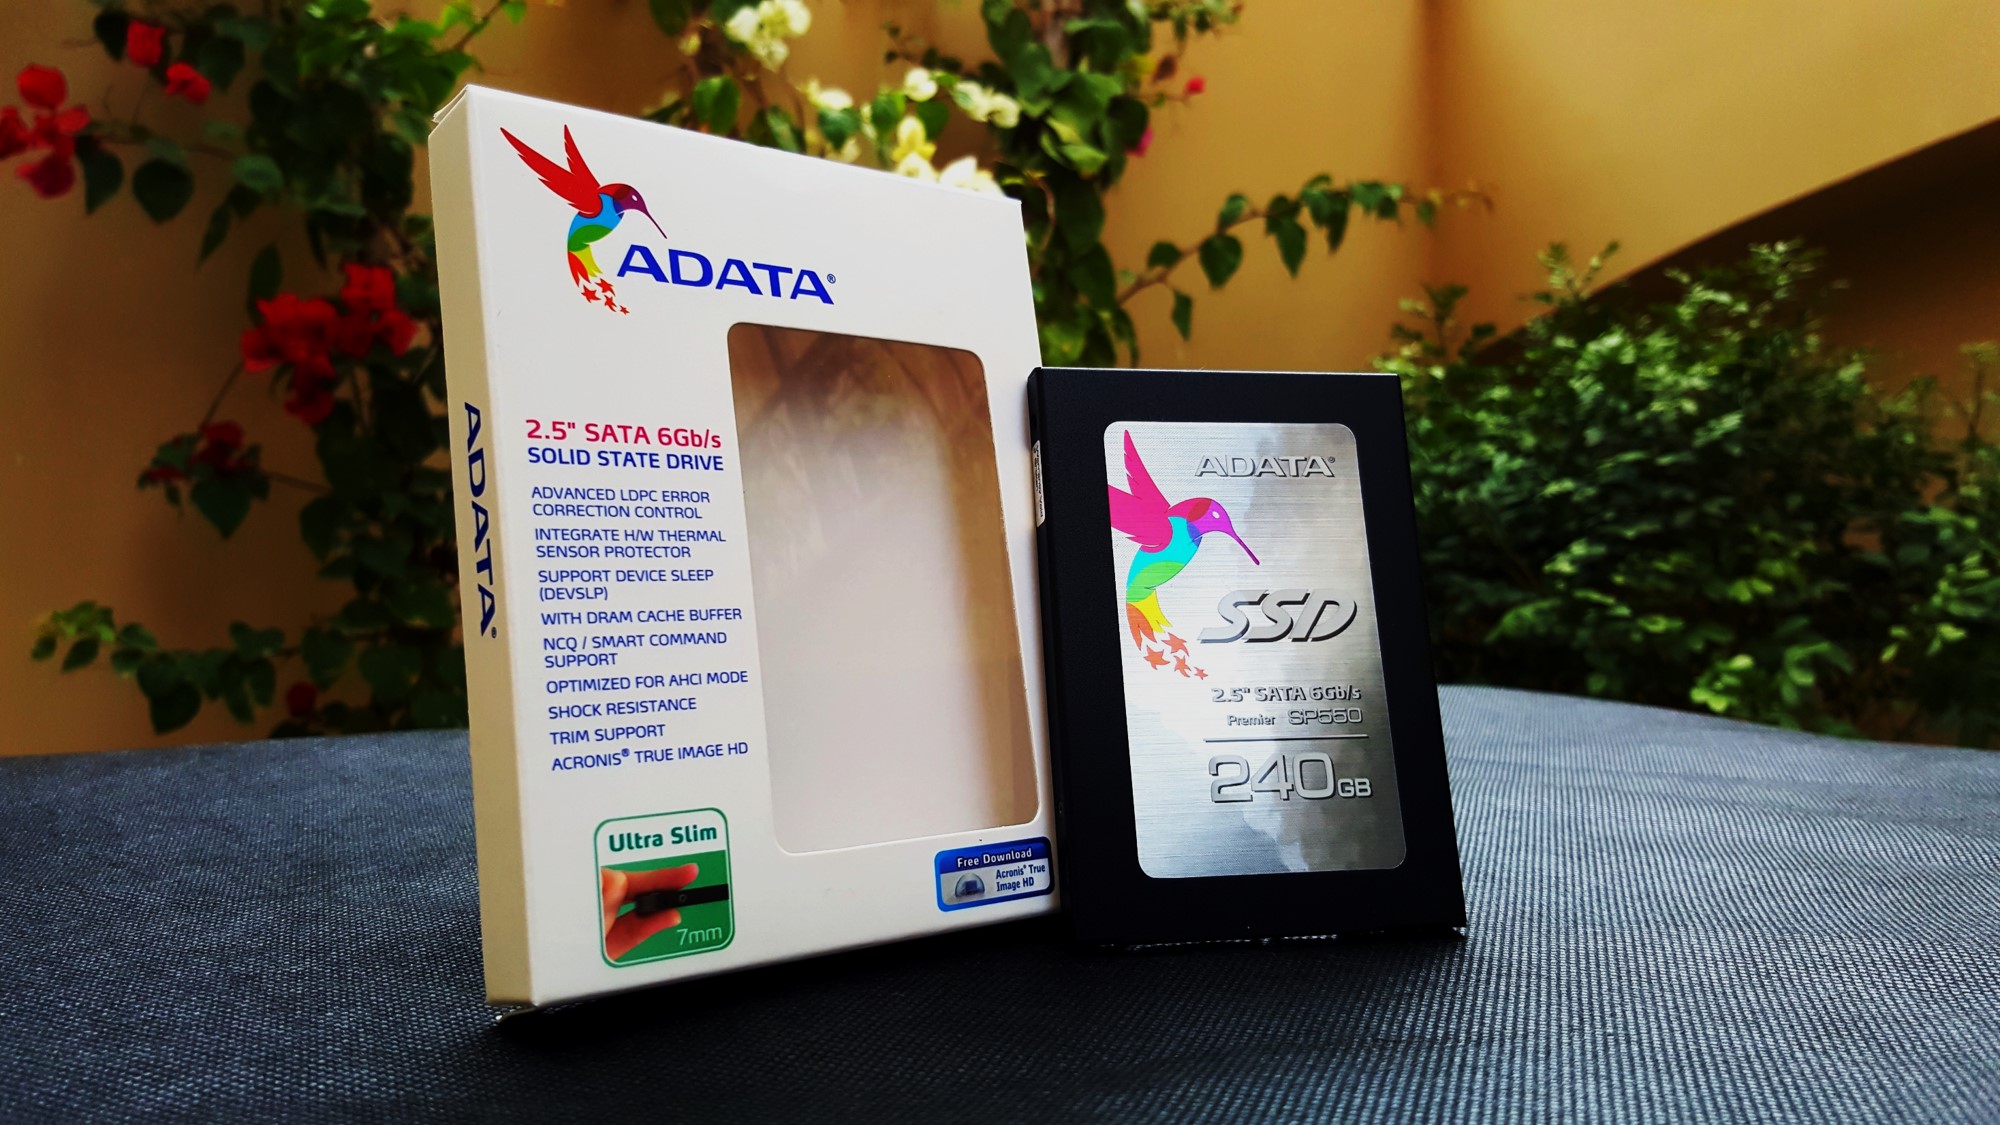 ADATA®
ADATA®
2.5" SATA 6Gb/s
SOLID STATE DRIVE
ADVANCED LDPC ERROR
CORRECTION CONTROL
INTEGRATE H/W THERMAL
SENSOR PROTECTOR
SUPPORT DEVICE SLEEP
(DEVSLP)
WITH DRAM CACHE BUFFER
NCQ / SMART COMMAND
SUPPORT
OPTIMIZED FOR AHCI MODE
SHOCK RESISTANCE
TRIM SUPPORT
ACRONIS® TRUE IMAGE HD
Ultra Slim
7mm
Free Download
Acronis® True
Image HD
ADATA®
SSD
2.5" SATA 6Gb/s
Premier SP550
240GB